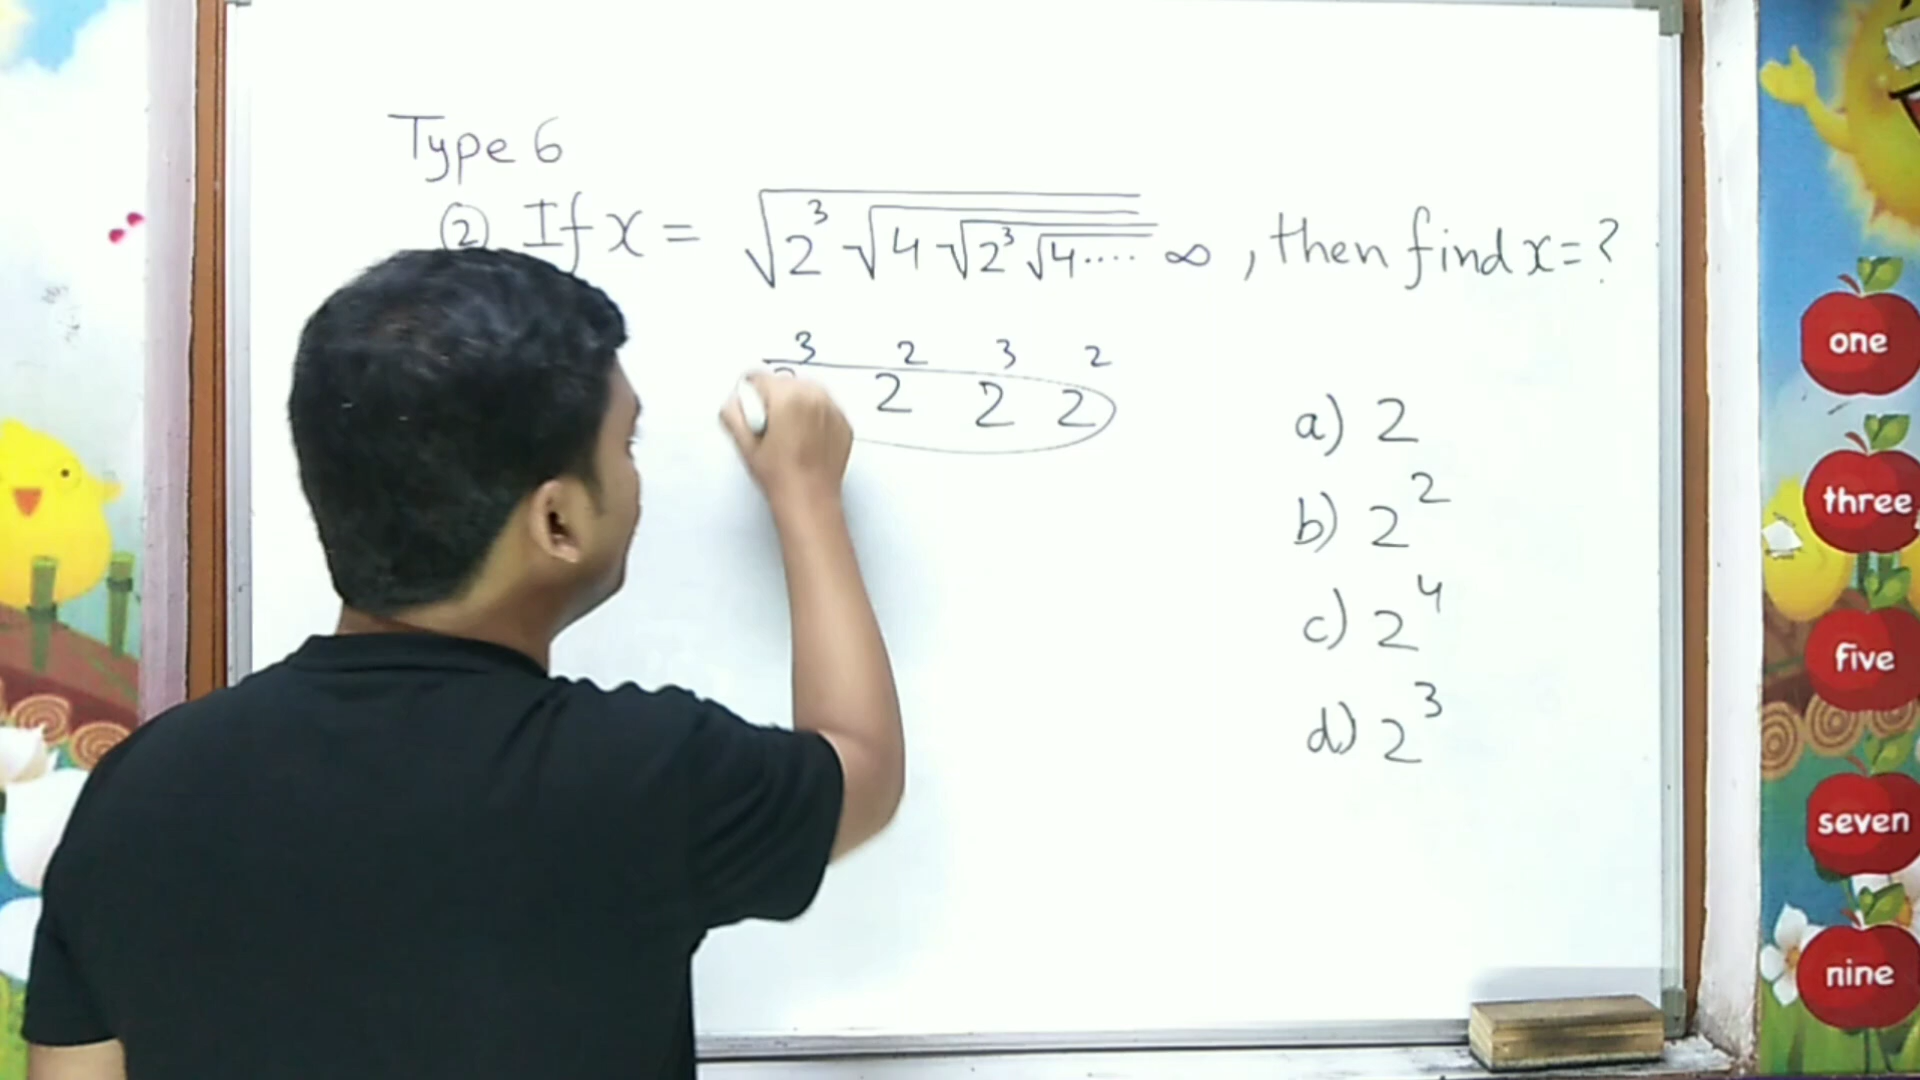 Type 6
② If x = √2³ √4 √2³ √4.... ∞ , then find x = ?
3 2 3 2
2 2 2
a) 2
b) 2²
c) 2⁴
d) 2³
one
three
five
seven
nine